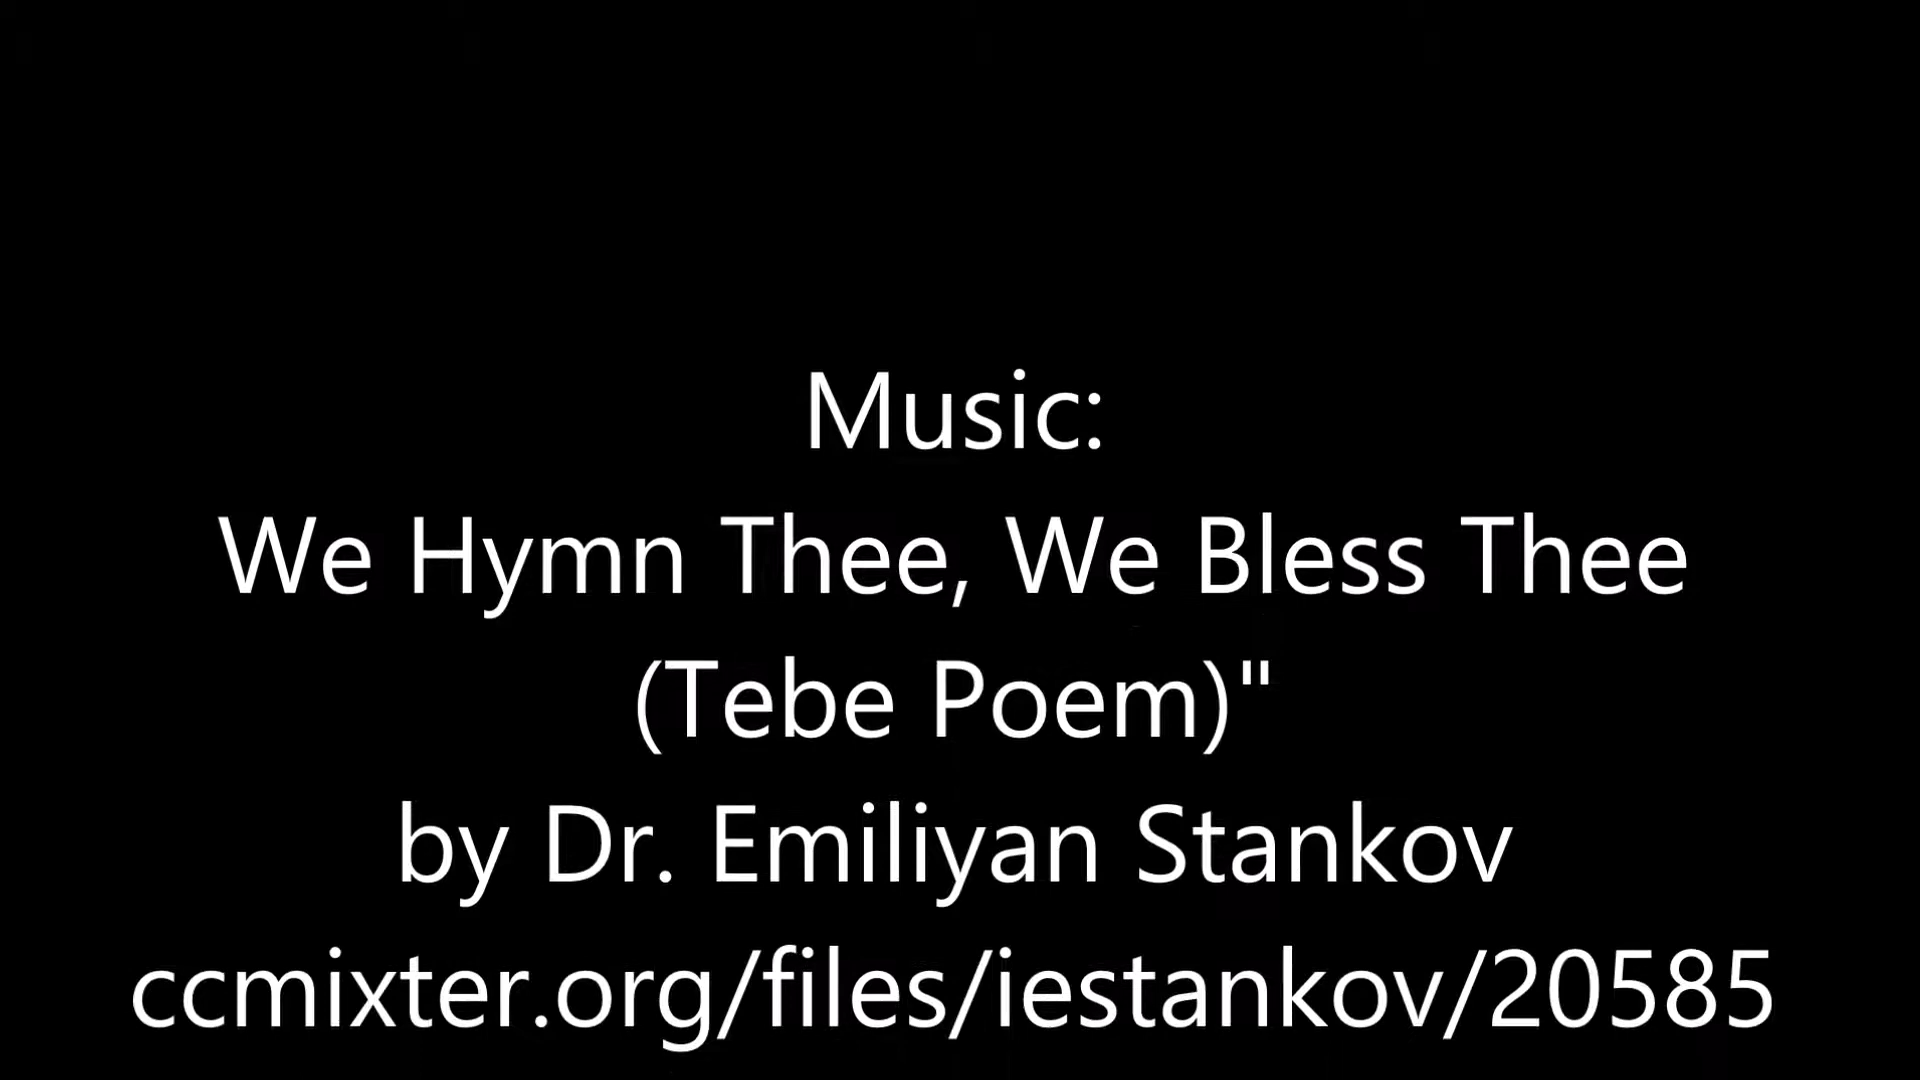 Music:
We Hymn Thee, We Bless Thee
(Tebe Poem)"
by Dr. Emiliyan Stankov
ccmixter.org/files/iestankov/20585